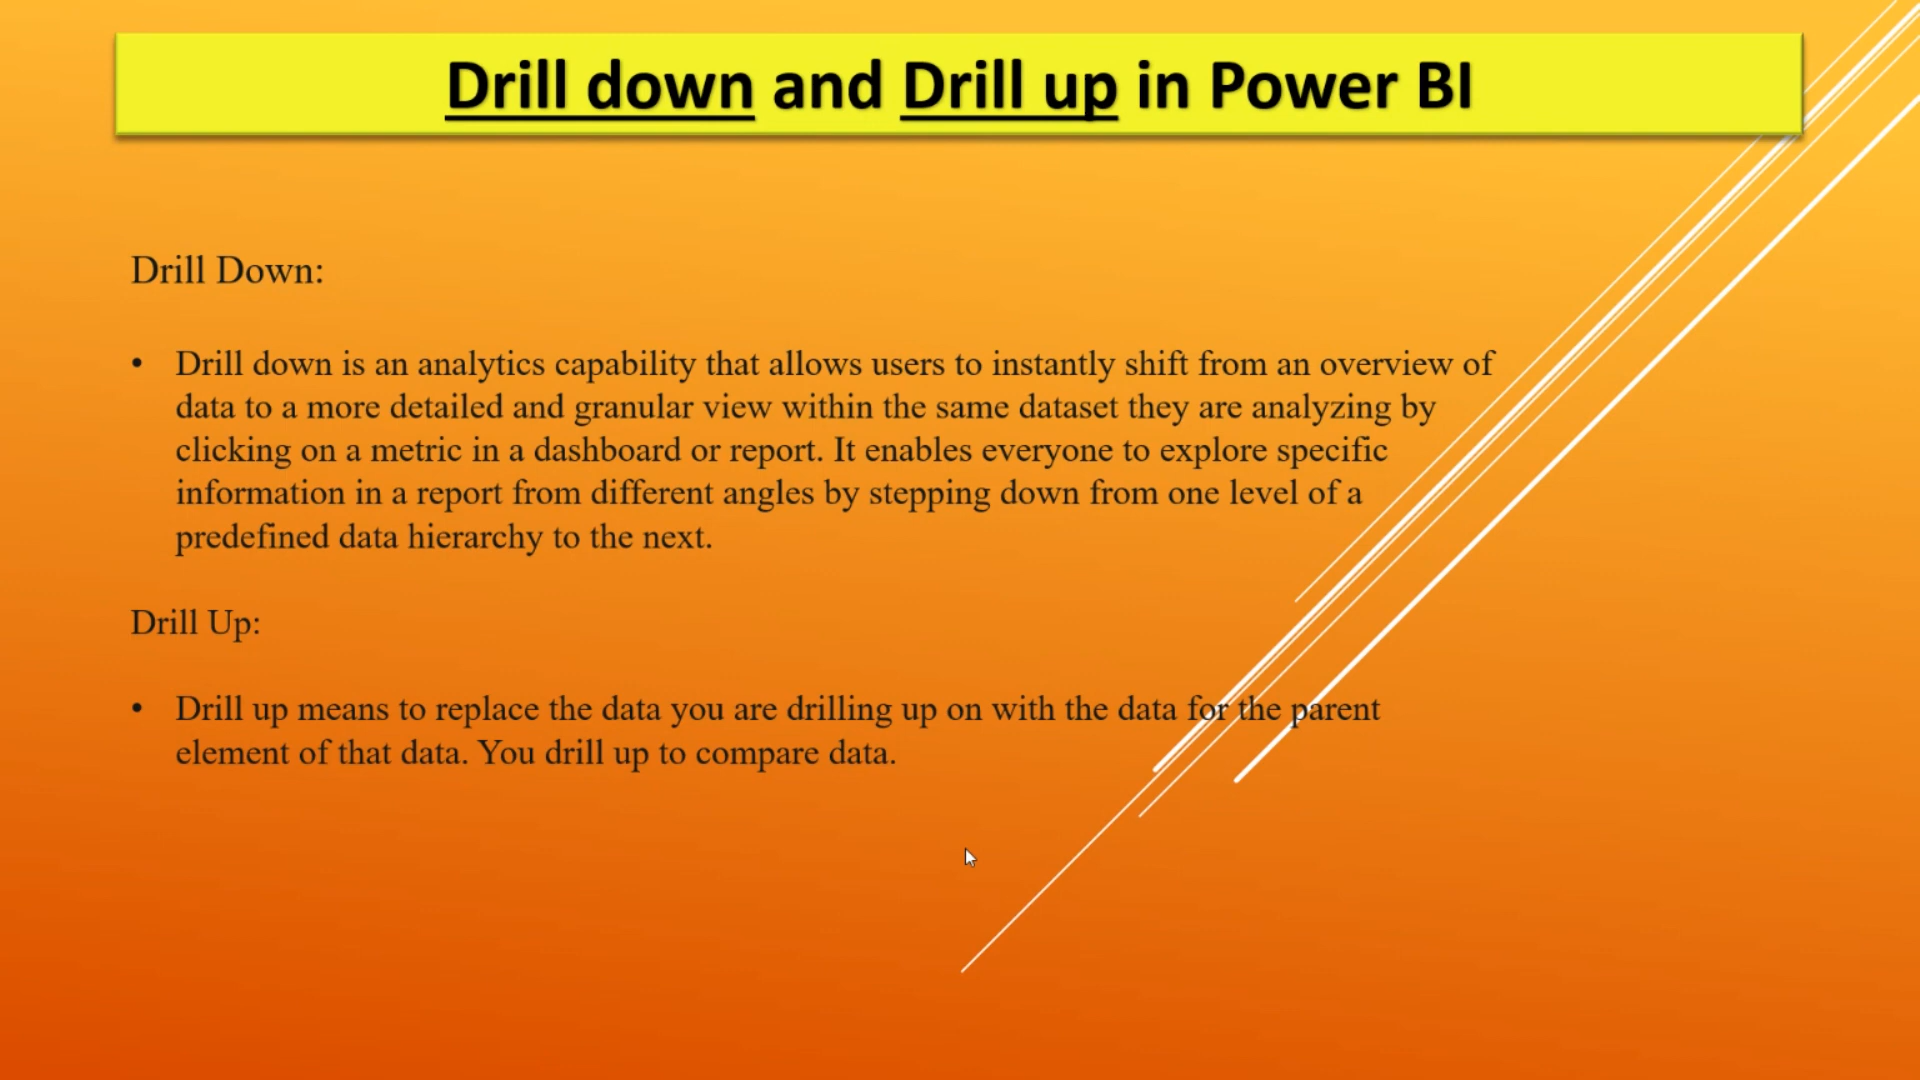 Drill down and Drill up in Power BI
Drill Down:
• Drill down is an analytics capability that allows users to instantly shift from an overview of
data to a more detailed and granular view within the same dataset they are analyzing by
clicking on a metric in a dashboard or report. It enables everyone to explore specific
information in a report from different angles by stepping down from one level of a
predefined data hierarchy to the next.
Drill Up:
• Drill up means to replace the data you are drilling up on with the data for the parent
element of that data. You drill up to compare data.